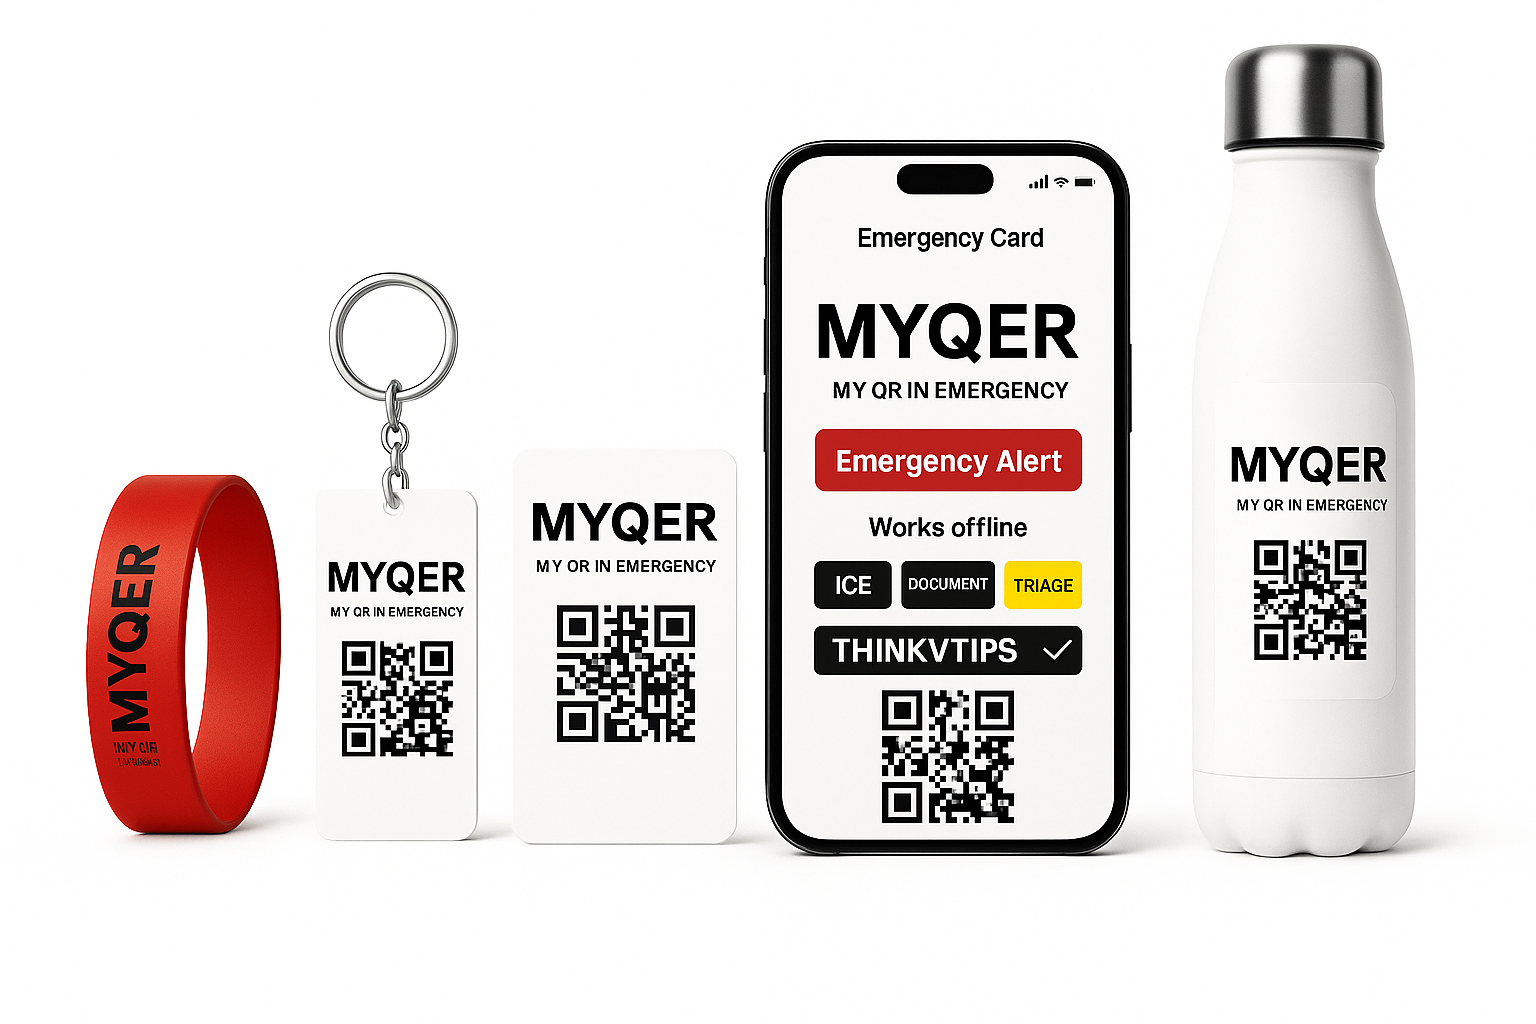 MYQER
MYQER
MY QR IN EMERGENCY
MYQER
MY OR IN EMERGENCY
Emergency Card
MYQER
MY QR IN EMERGENCY
Emergency Alert
Works offline
ICE
DOCUMENT
TRIAGE
THINKVTIPS
MYQER
MY QR IN EMERGENCY